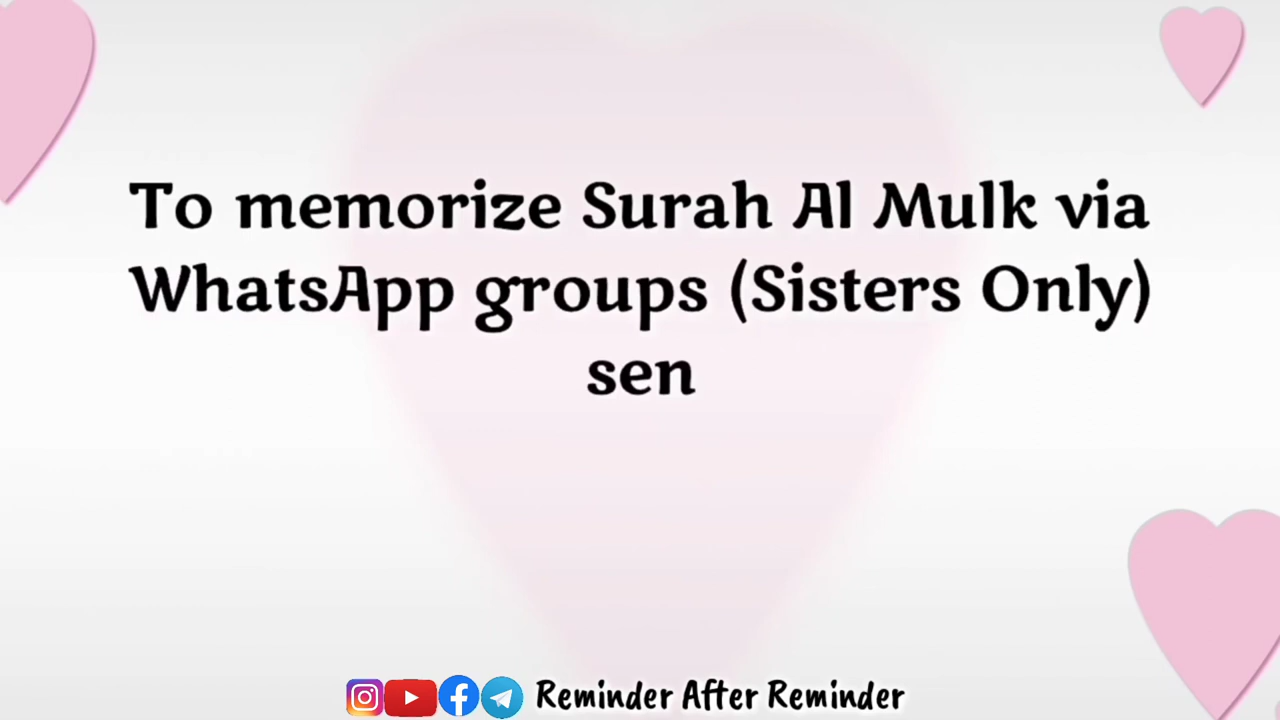 To memorize Surah Al Mulk via
WhatsApp groups (Sisters Only)
sen
Reminder After Reminder